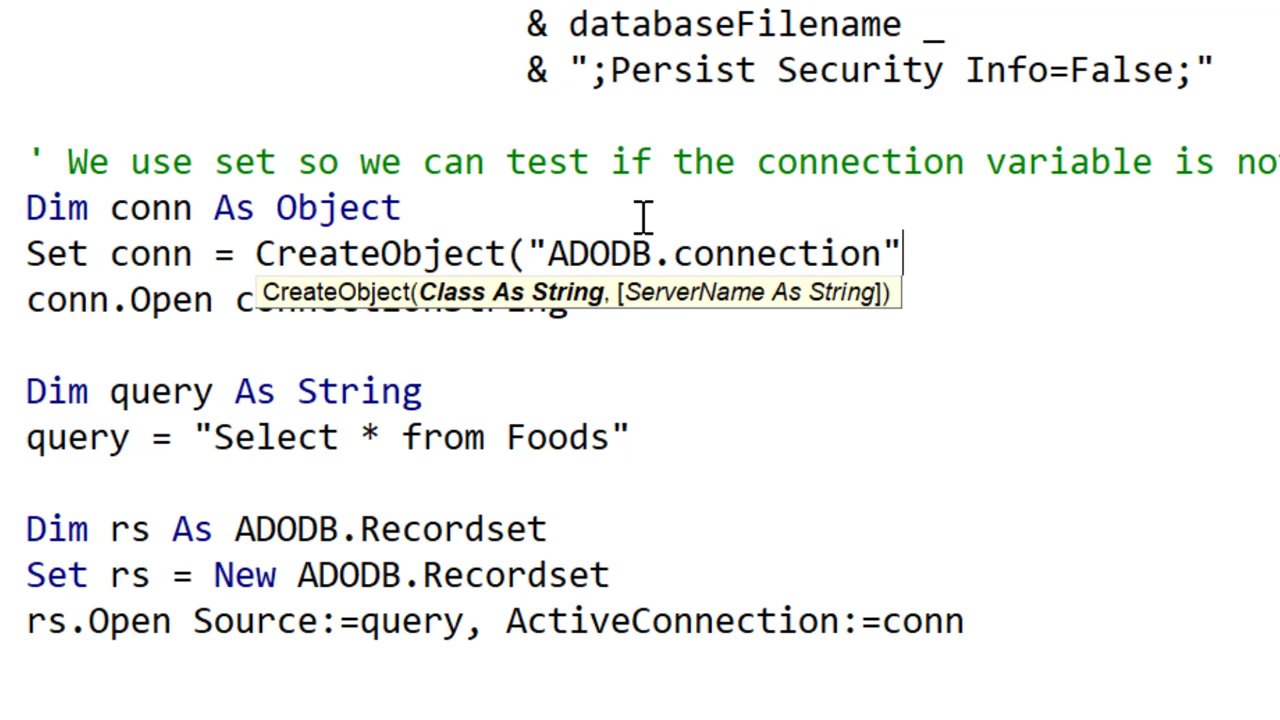 & databaseFilename _
& ";Persist Security Info=False;"
' We use set so we can test if the connection variable is
Dim conn As Object
Set conn = CreateObject("ADODB.connection"
CreateObject(Class As String, [ServerName As String])
conn.Open
Dim query As String
query = "Select * from Foods"
Dim rs As ADODB.Recordset
Set rs = New ADODB.Recordset
rs.Open Source:=query, ActiveConnection:=conn